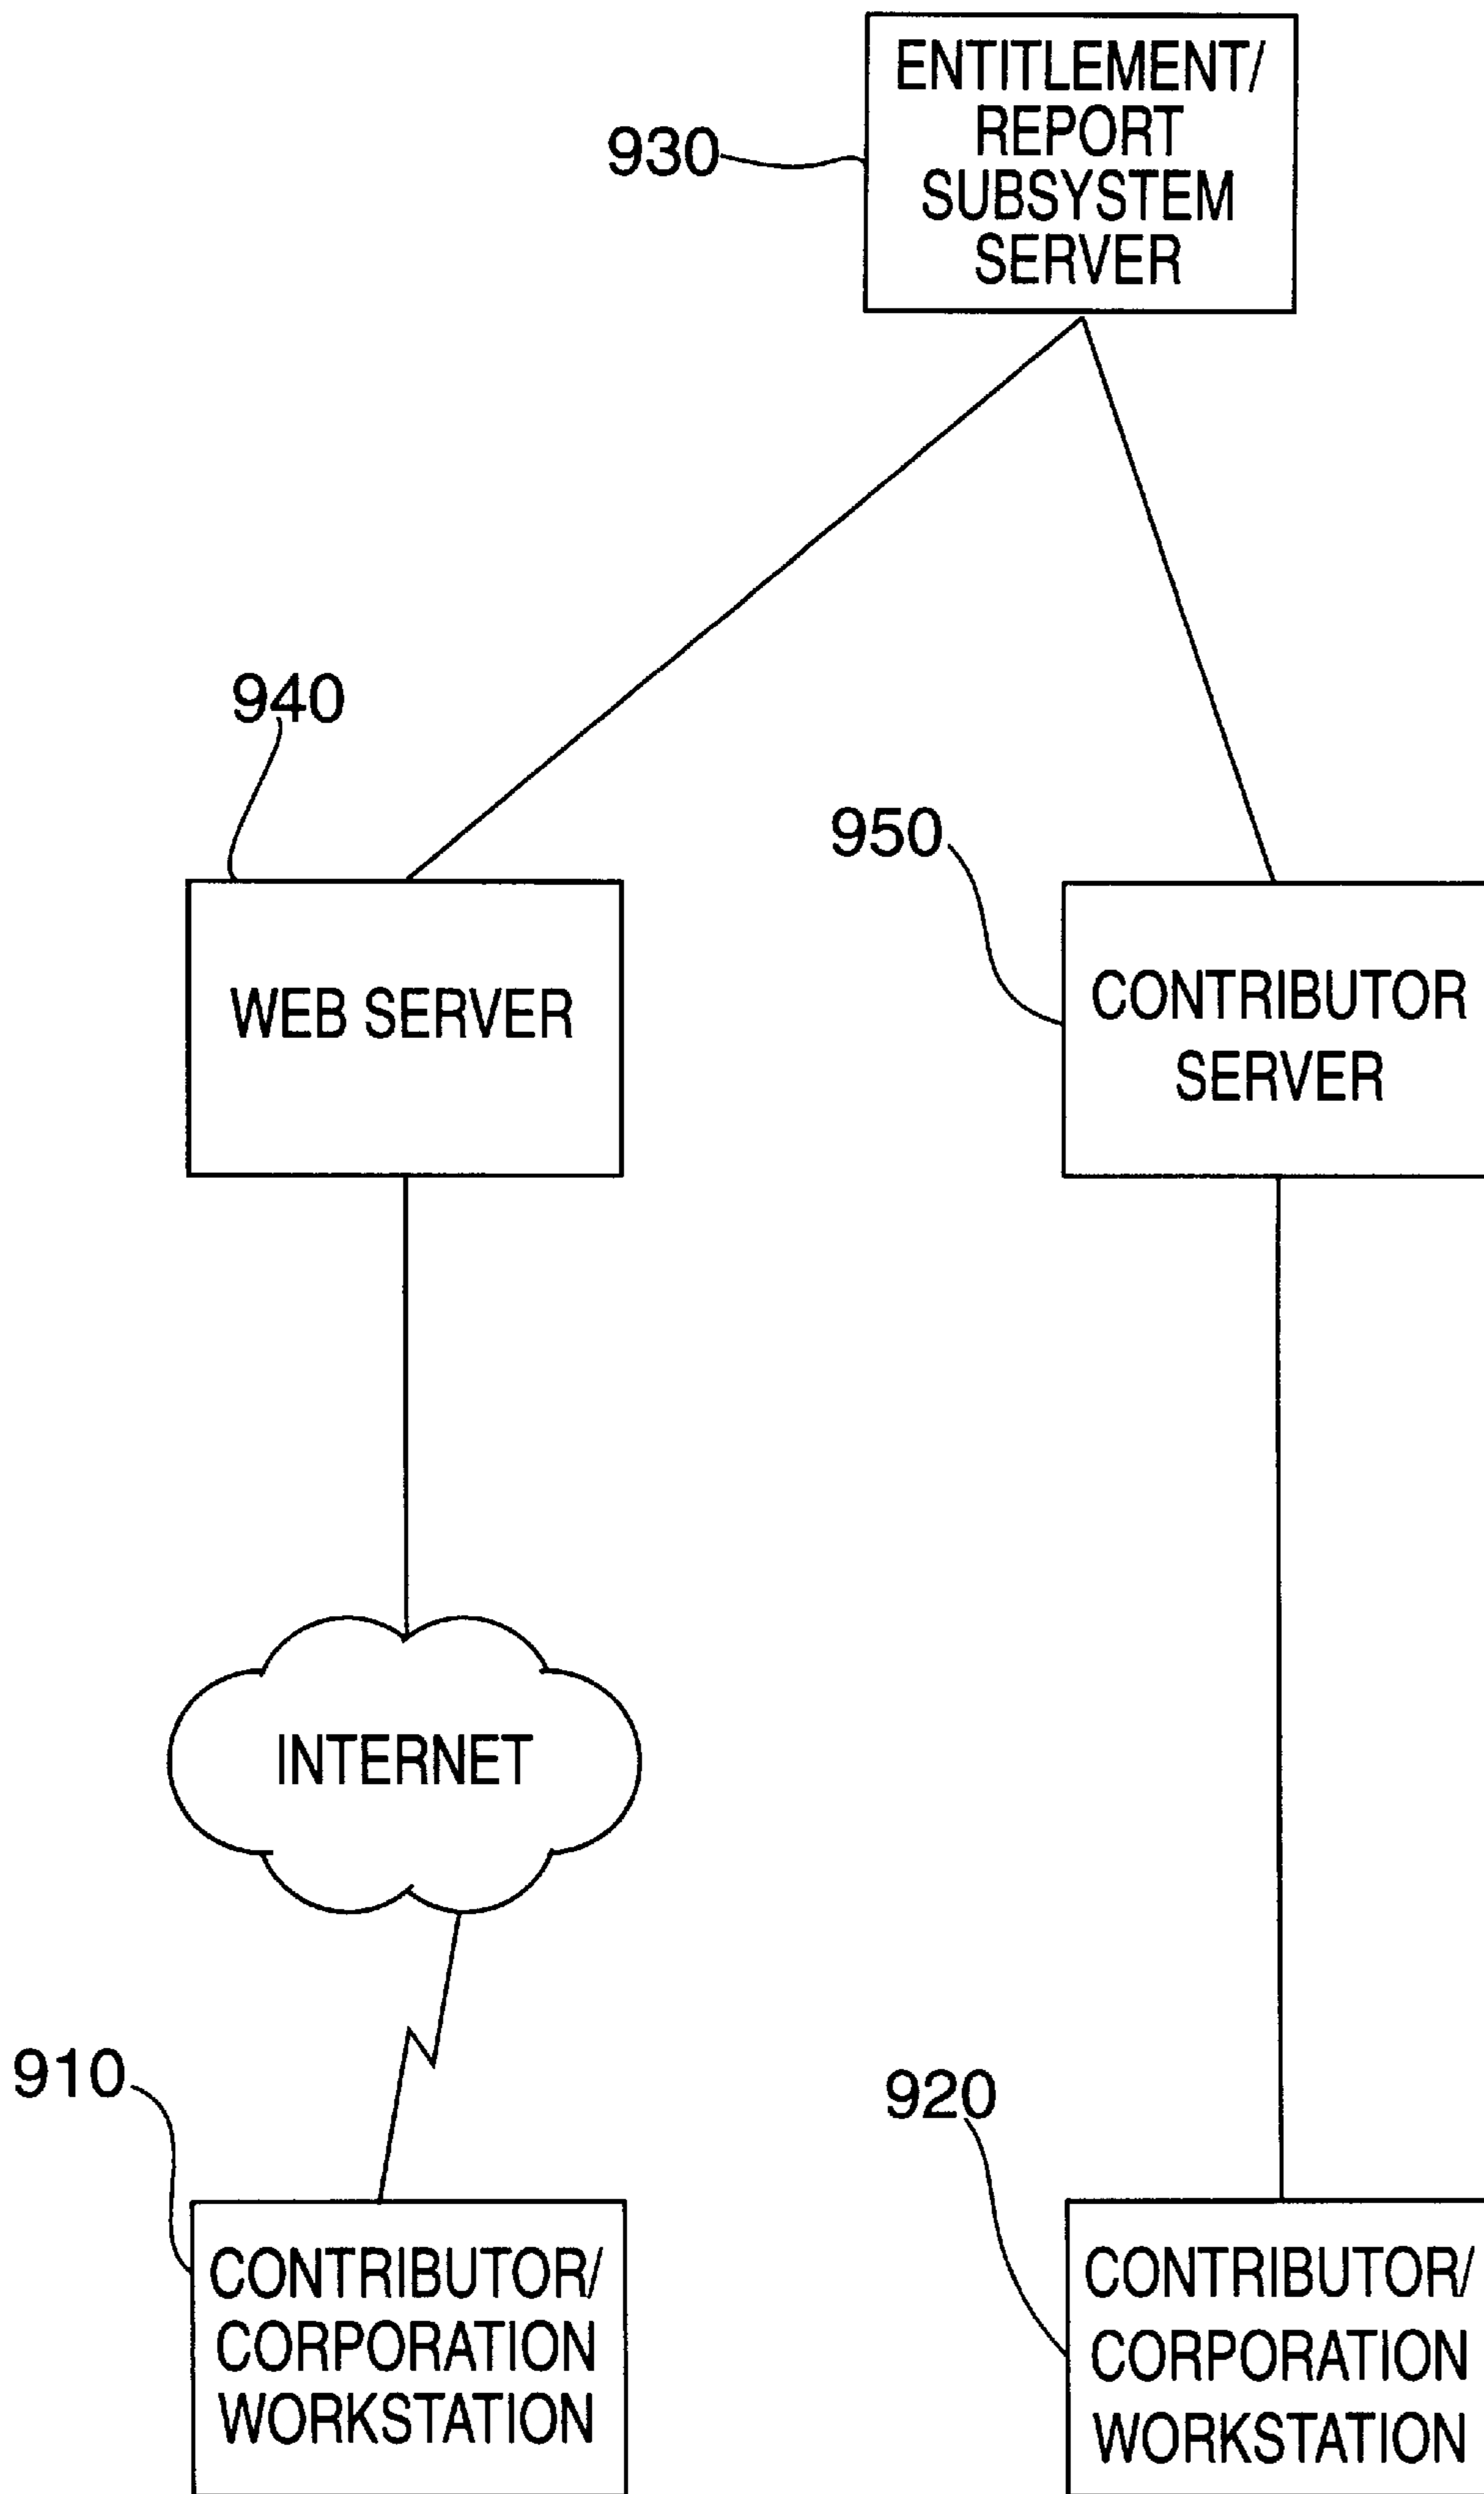 ENTITLEMENT/
REPORT
SUBSYSTEM
SERVER
930
940
950
WEB SERVER
CONTRIBUTOR
SERVER
INTERNET
910
920
CONTRIBUTOR/
CORPORATION
WORKSTATION
CONTRIBUTOR/
CORPORATION
WORKSTATION